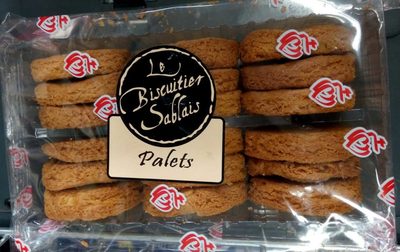 Le
Biscuitier
Sablais
Palets